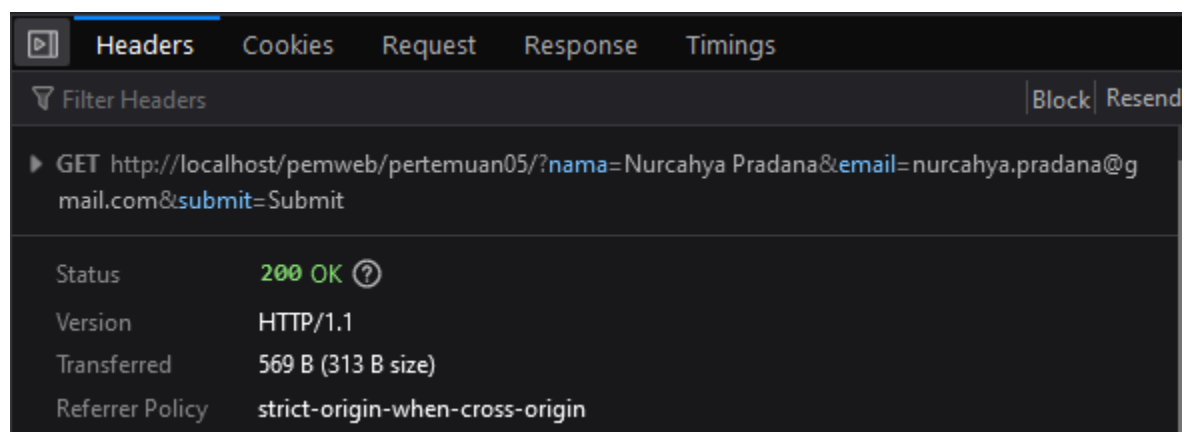 Headers Cookies Request Response Timings
Filter Headers Block Resend
GET http://localhost/pemweb/pertemuan05/?nama=Nurcahya Pradana&email=nurcahya.pradana@g
mail.com&submit=Submit
Status 200 OK ?
Version HTTP/1.1
Transferred 569 B (313 B size)
Referrer Policy strict-origin-when-cross-origin